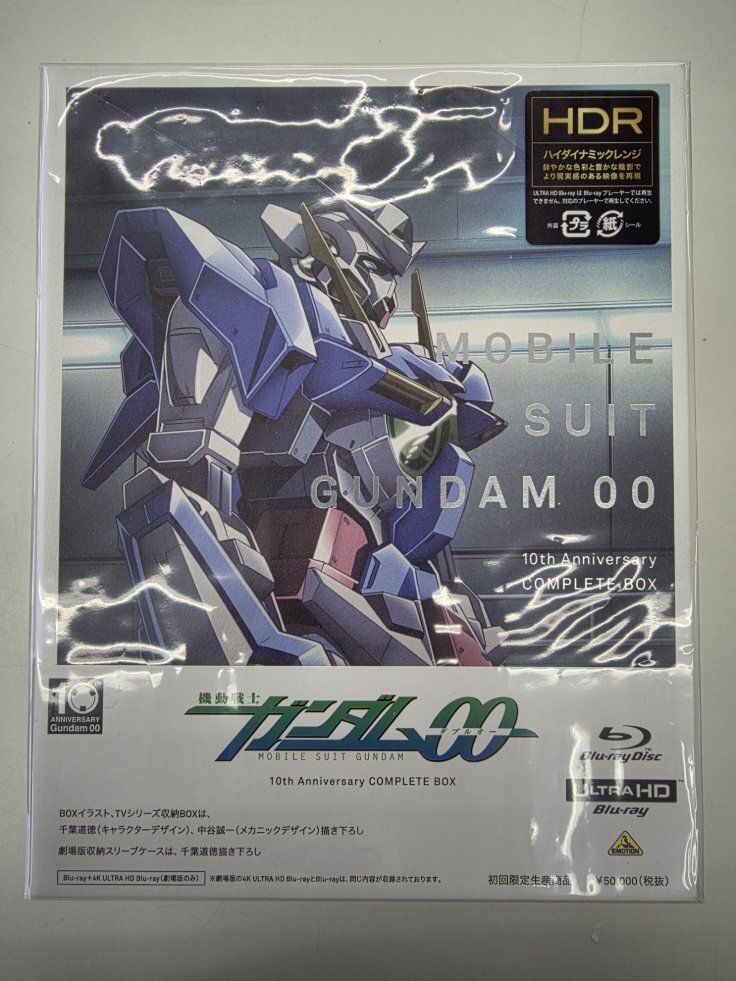 HDR
ハイダイナミックレンジ
鮮やかな色彩と豊かな陰影で
より現実感のある映像を再現
ULTRA HD Blu-ray は Blu-ray プレーヤーでは再生
できません。対応のプレーヤーで再生してください。
外装 プラ 紙 シール
MOBILE
SUIT
GUNDAM 00
10th Anniversary
COMPLETE BOX
10
ANNIVERSARY
Gundam 00
機動戦士
ガンダム00
ダブルオー
MOBILE SUIT GUNDAM
10th Anniversary COMPLETE BOX
Blu-ray Disc™
ULTRA HD™
Blu-ray
EMOTION
BOXイラスト、TVシリーズ収納BOXは、
千葉道徳(キャラクターデザイン)、中谷誠一(メカニックデザイン)描き下ろし
劇場版収納スリーブケースは、千葉道徳描き下ろし
Blu-ray+4K ULTRA HD Blu-ray(劇場版のみ) ※劇場版の4K ULTRA HD Blu-rayとBlu-rayは、同じ内容が収録されております。
初回限定生産商品 ¥50,000(税抜)